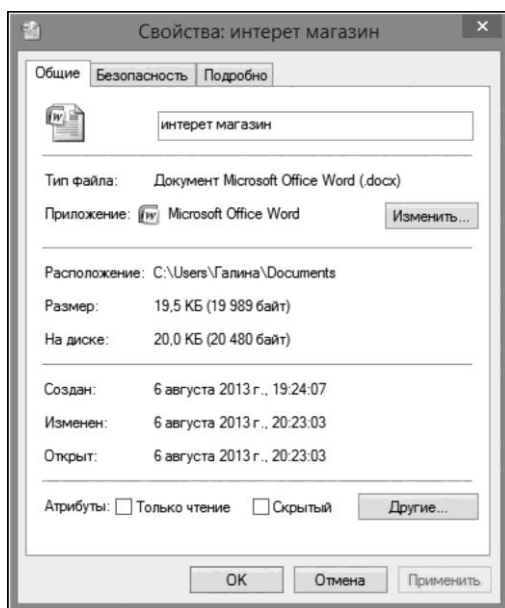 Свойства: интерет магазин
Общие Безопасность Подробно
интерет магазин
Тип файла: Документ Microsoft Office Word (.docx)
Приложение: Microsoft Office Word Изменить...
Расположение: C:\Users\Галина\Documents
Размер: 19,5 КБ (19 989 байт)
На диске: 20,0 КБ (20 480 байт)
Создан: 6 августа 2013 г., 19:24:07
Изменен: 6 августа 2013 г., 20:23:03
Открыт: 6 августа 2013 г., 20:23:03
Атрибуты: Только чтение Скрытый Другие...
OK Отмена Применить